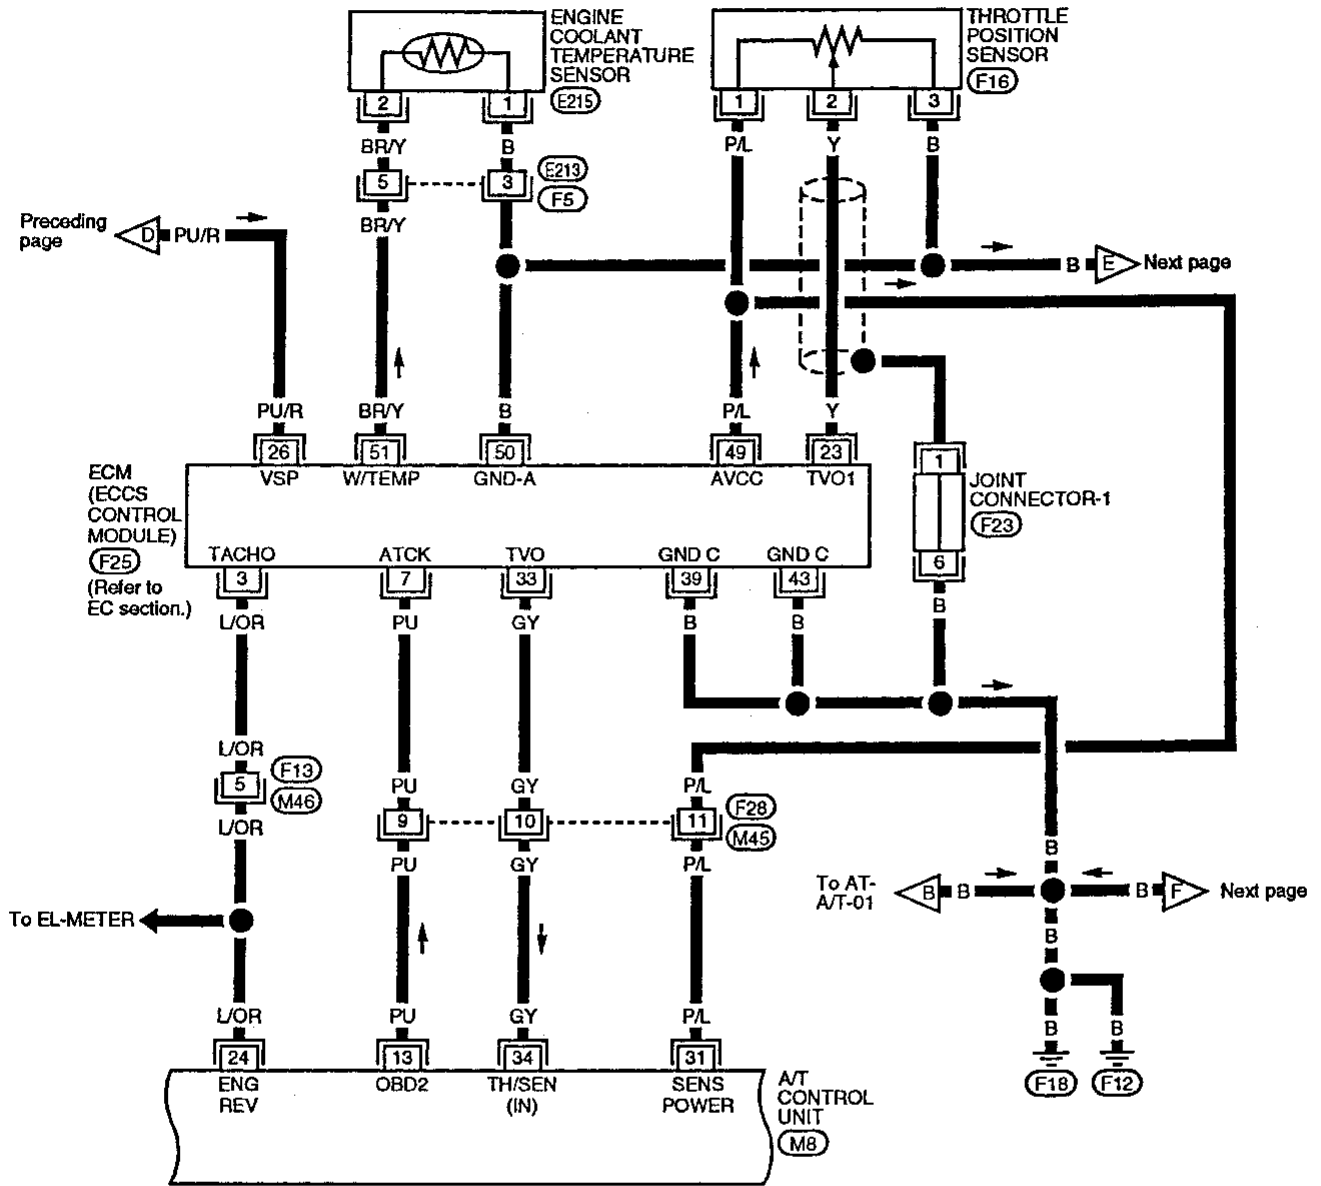 ENGINE
COOLANT
TEMPERATURE
SENSOR
E215
THROTTLE
POSITION
SENSOR
F16
2 1 1 2 3
BR/Y B P/L Y B
5 3
E213
F5
BR/Y
Preceding
page
D PU/R
B E Next page
PU/R BR/Y B P/L Y
26 51 50 49 23
VSP W/TEMP GND-A AVCC TVO1
ECM
(ECCS
CONTROL
MODULE)
F25
(Refer to
EC section.)
1
JOINT
CONNECTOR-1
F23
6
B
TACHO ATCK TVO GND C GND C
3 7 33 39 43
L/OR PU GY B B
L/OR
5
F13
M46
L/OR
PU GY P/L
9 10 11
F28
M45
PU GY P/L
B
To AT-
A/T-01
B B
B F Next page
To EL-METER
B
L/OR PU GY P/L
B B
F18 F12
24 13 34 31
ENG
REV
OBD2
TH/SEN
(IN)
SENS
POWER
A/T
CONTROL
UNIT
M8